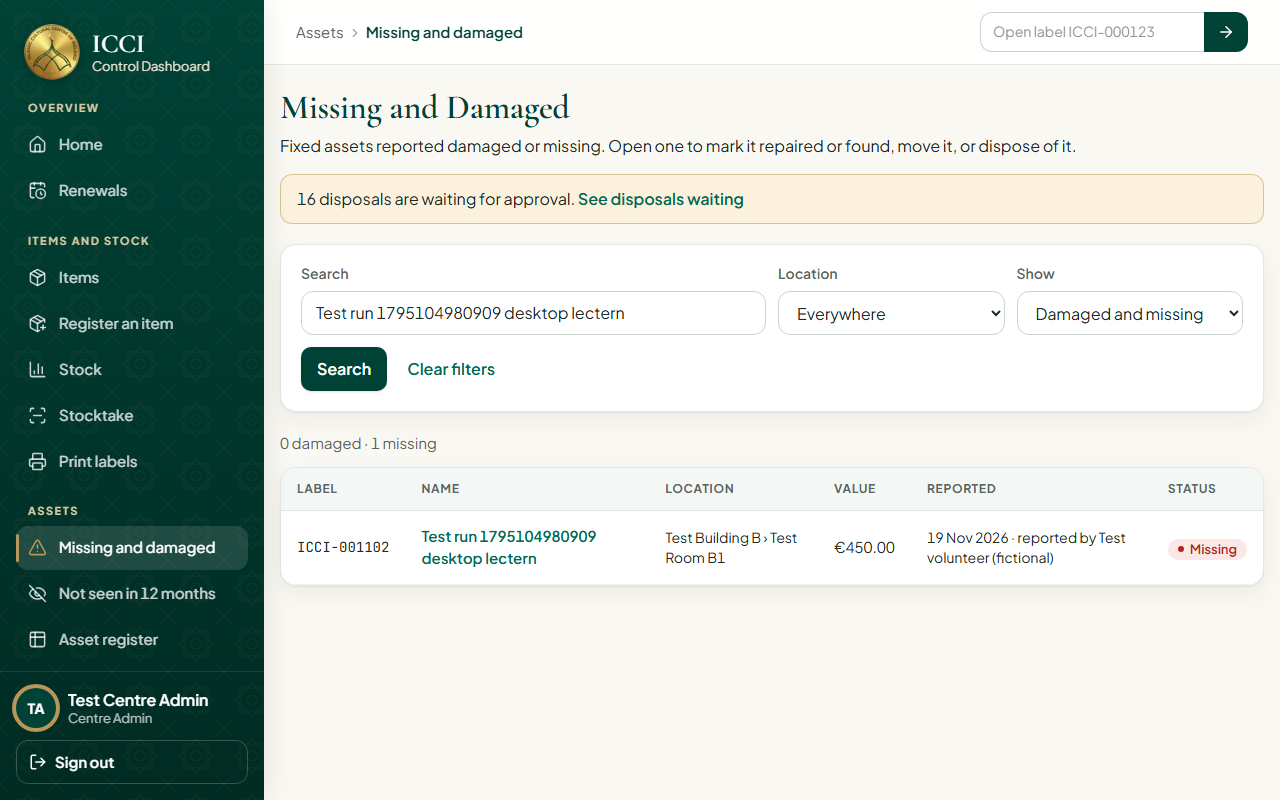 ICCI
Control Dashboard
OVERVIEW
Home
Renewals
ITEMS AND STOCK
Items
Register an item
Stock
Stocktake
Print labels
ASSETS
Missing and damaged
Not seen in 12 months
Asset register
TA
Test Centre Admin
Centre Admin
Sign out
Assets › Missing and damaged
Open label ICCI-000123
Missing and Damaged
Fixed assets reported damaged or missing. Open one to mark it repaired or found, move it, or dispose of it.
16 disposals are waiting for approval. See disposals waiting
Search
Location
Show
Test run 1795104980909 desktop lectern
Everywhere
Damaged and missing
Search
Clear filters
0 damaged · 1 missing
LABEL NAME LOCATION VALUE REPORTED STATUS
ICCI-001102
Test run 1795104980909
desktop lectern
Test Building B › Test
Room B1
€450.00
19 Nov 2026 · reported by Test
volunteer (fictional)
Missing